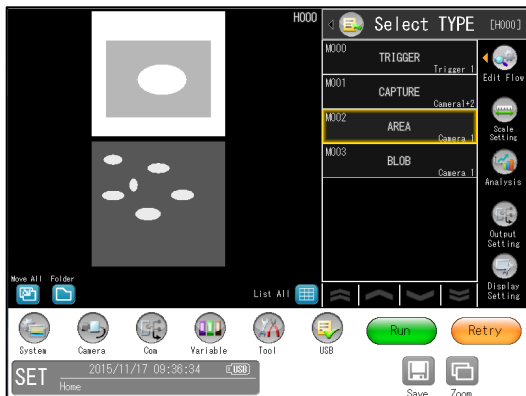 H000
Select TYPE [H000]
M000
TRIGGER
Trigger 1
M001
CAPTURE
Camera1+2
M002
AREA
Camera 1
M003
BLOB
Camera 1
Edit Flow
Scale
Setting
Analysis
Output
Setting
Display
Setting
Move All Folder
List All
System Camera Com Variable Tool USB
Run Retry
SET 2015/11/17 09:36:34 USB
Home
Save Zoom